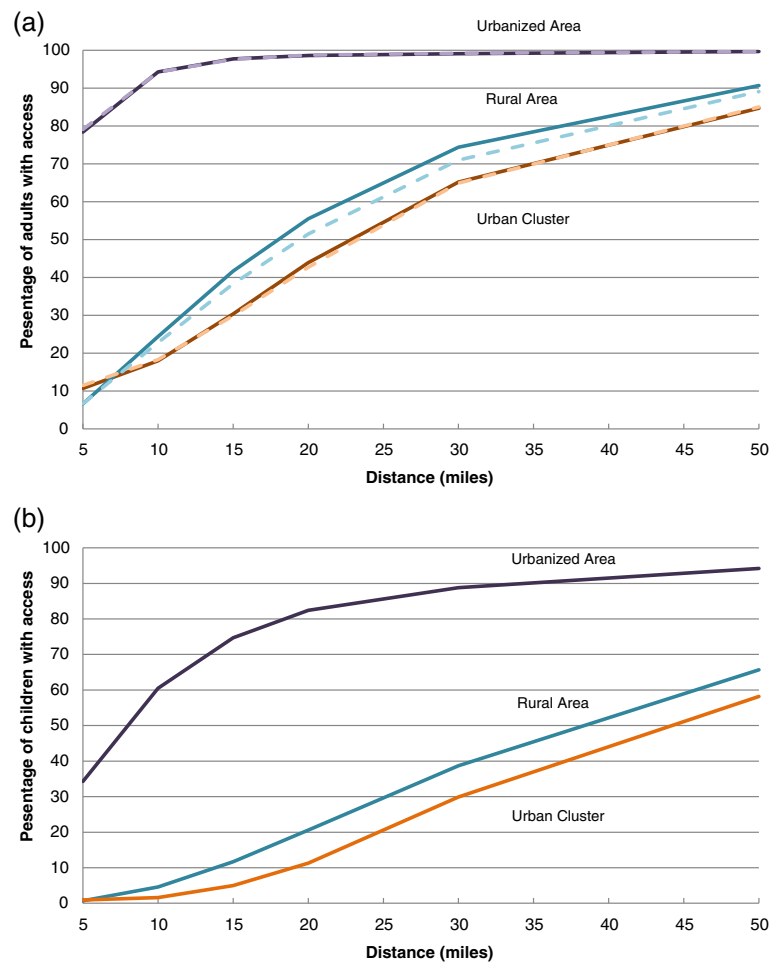 (a)
Urbanized Area
100
90
80
70
60
50
40
30
20
10
0
Pesentage of adults with access
Rural Area
Urban Cluster
5 10 15 20 25 30 35 40 45 50
Distance (miles)
(b)
100
90
80
70
60
50
40
30
20
10
0
Pesentage of children with access
Urbanized Area
Rural Area
Urban Cluster
5 10 15 20 25 30 35 40 45 50
Distance (miles)